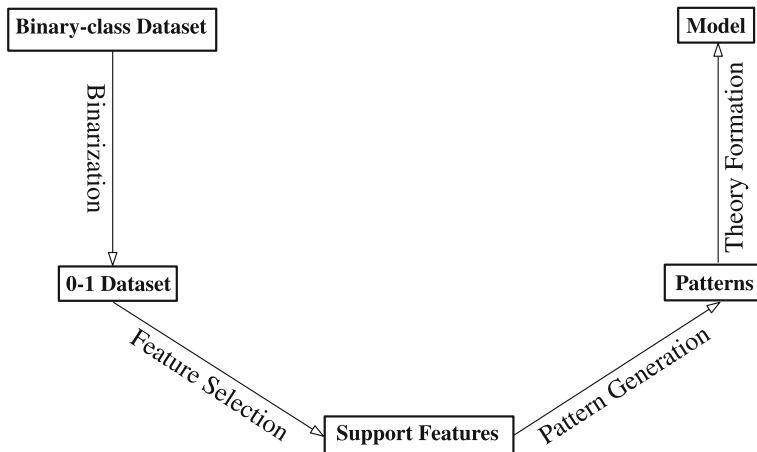 Binary-class Dataset
Binarization
0-1 Dataset
Feature Selection
Support Features
Pattern Generation
Patterns
Theory Formation
Model